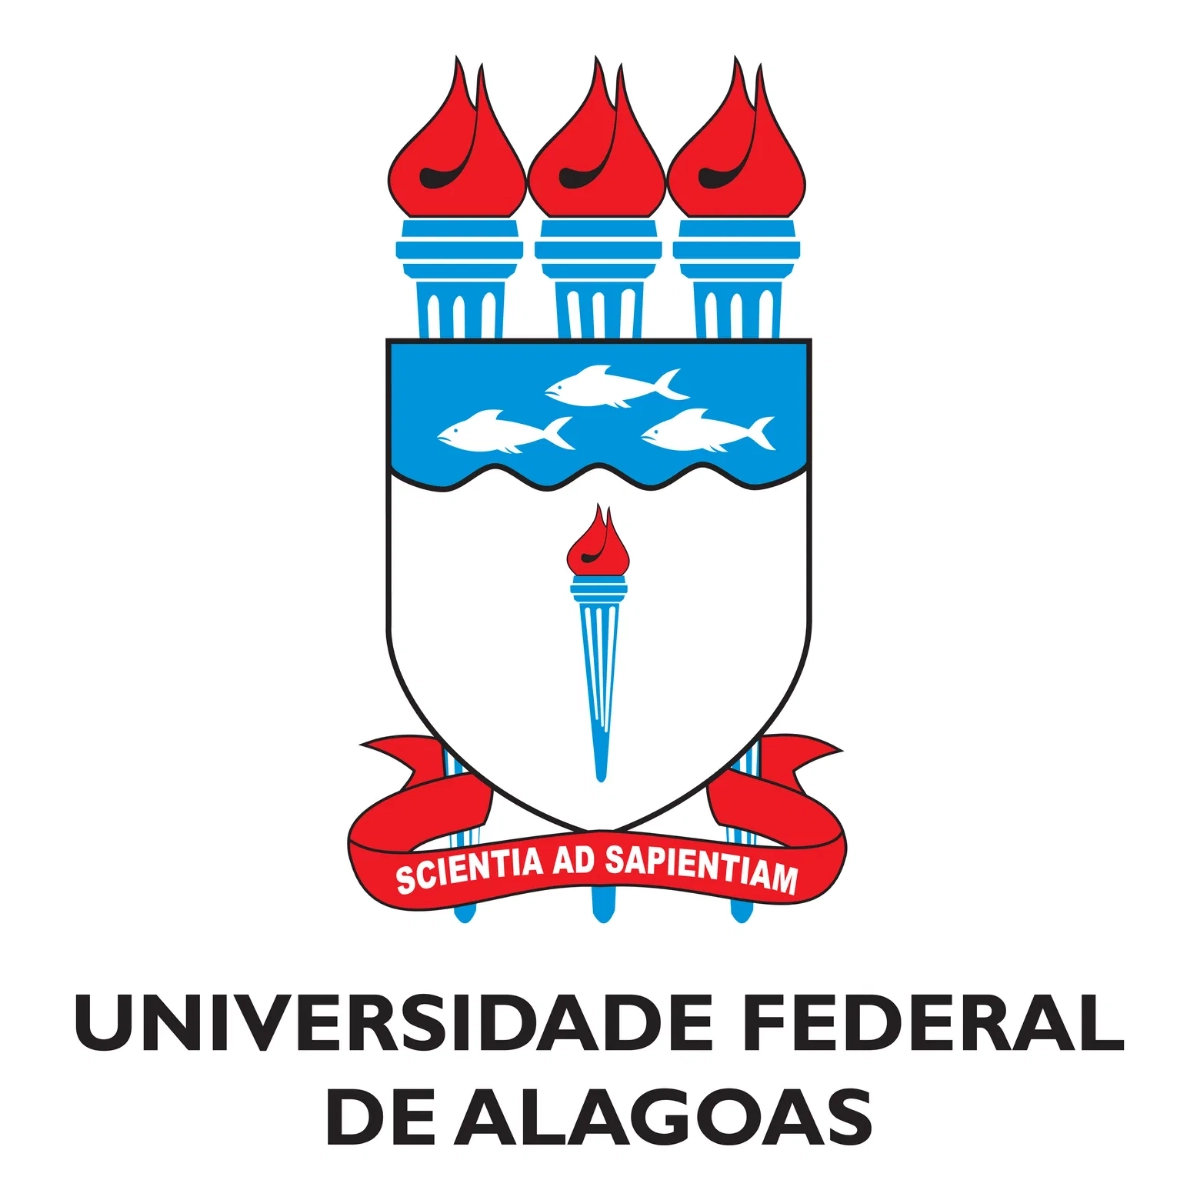 SCIENTIA AD SAPIENTIAM
UNIVERSIDADE FEDERAL
DE ALAGOAS